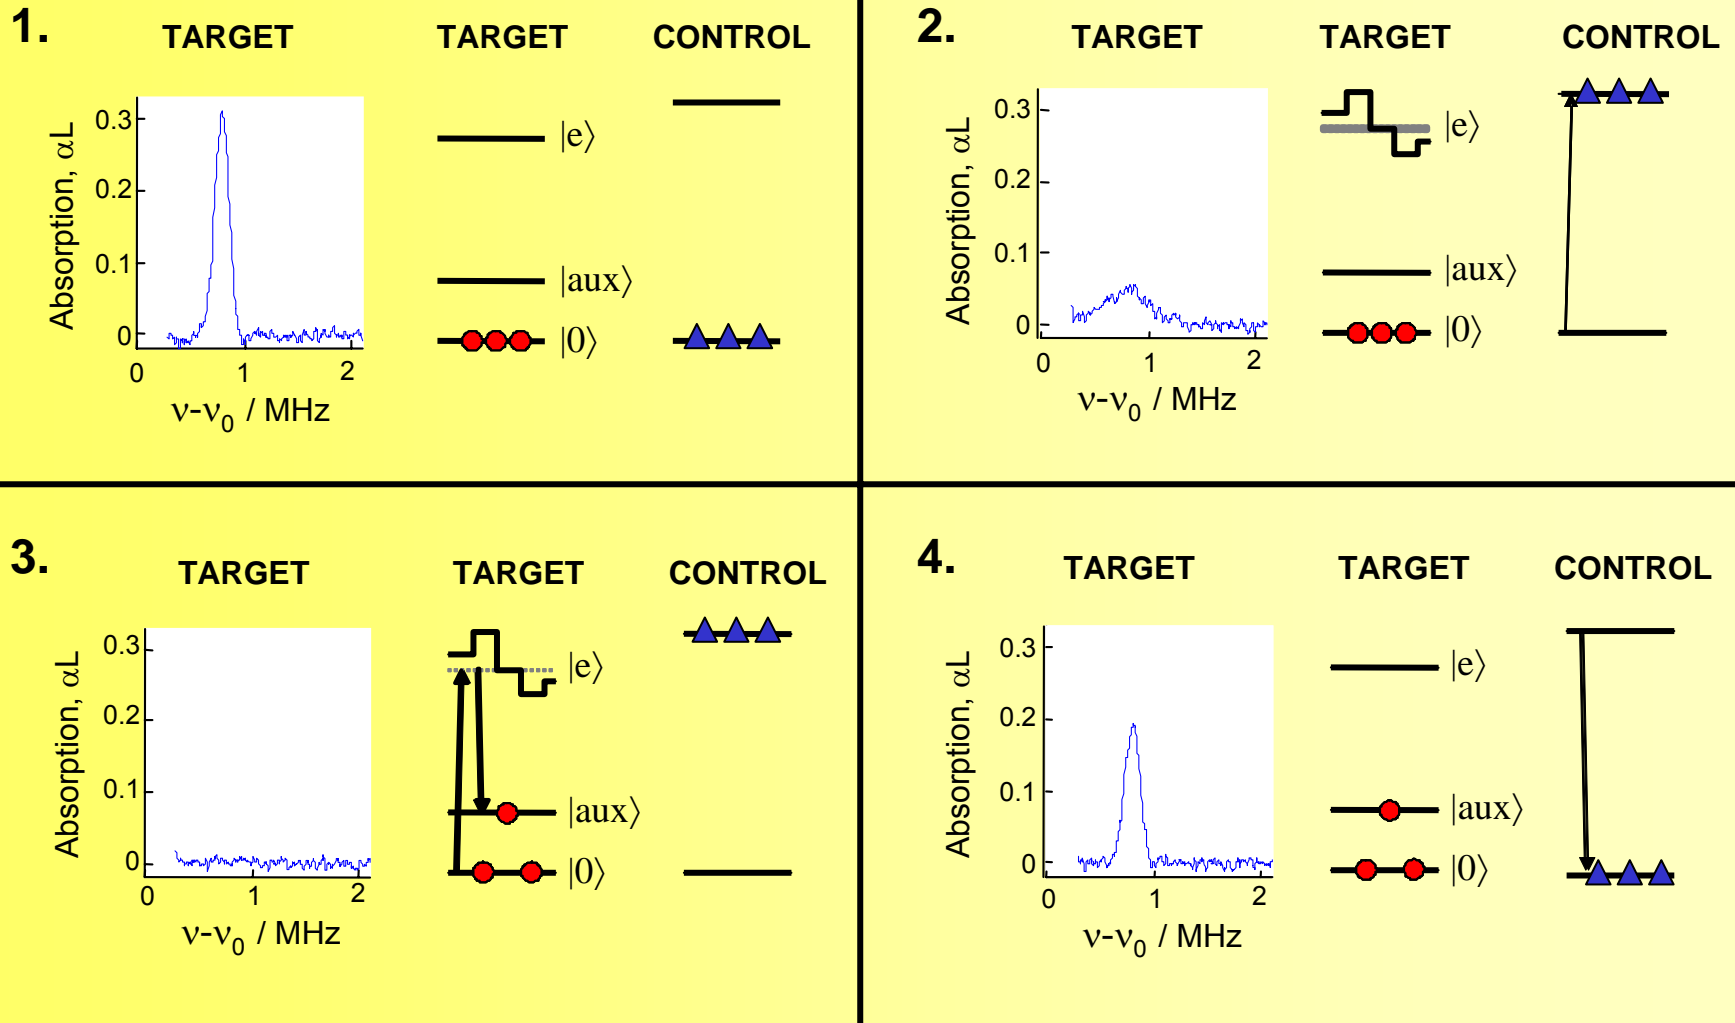 1.
TARGET TARGET CONTROL
Absorption, αL
0.3
0.2
0.1
0
0 1 2
ν-ν0 / MHz
|e⟩
|aux⟩
|0⟩
2.
TARGET TARGET CONTROL
Absorption, αL
0.3
0.2
0.1
0
0 1 2
ν-ν0 / MHz
|e⟩
|aux⟩
|0⟩
3.
TARGET TARGET CONTROL
Absorption, αL
0.3
0.2
0.1
0
0 1 2
ν-ν0 / MHz
|e⟩
|aux⟩
|0⟩
4.
TARGET TARGET CONTROL
Absorption, αL
0.3
0.2
0.1
0
0 1 2
ν-ν0 / MHz
|e⟩
|aux⟩
|0⟩